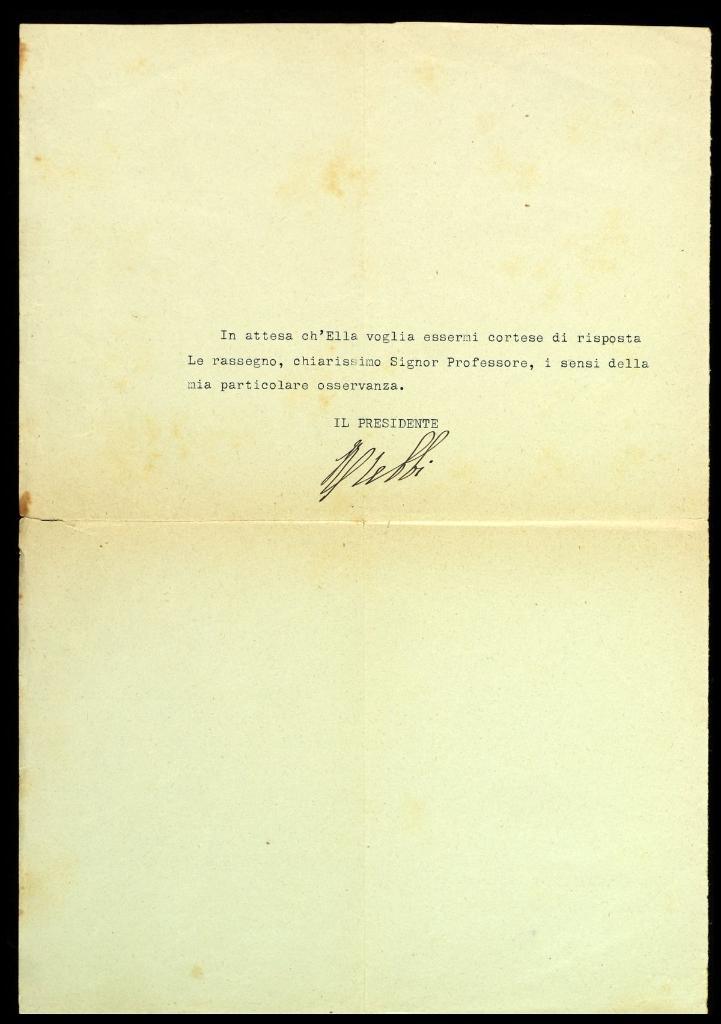 In attesa ch'Ella voglia essermi cortese di risposta
Le rassegno, chiarissimo Signor Professore, i sensi della
mia particolare osservanza.
IL PRESIDENTE